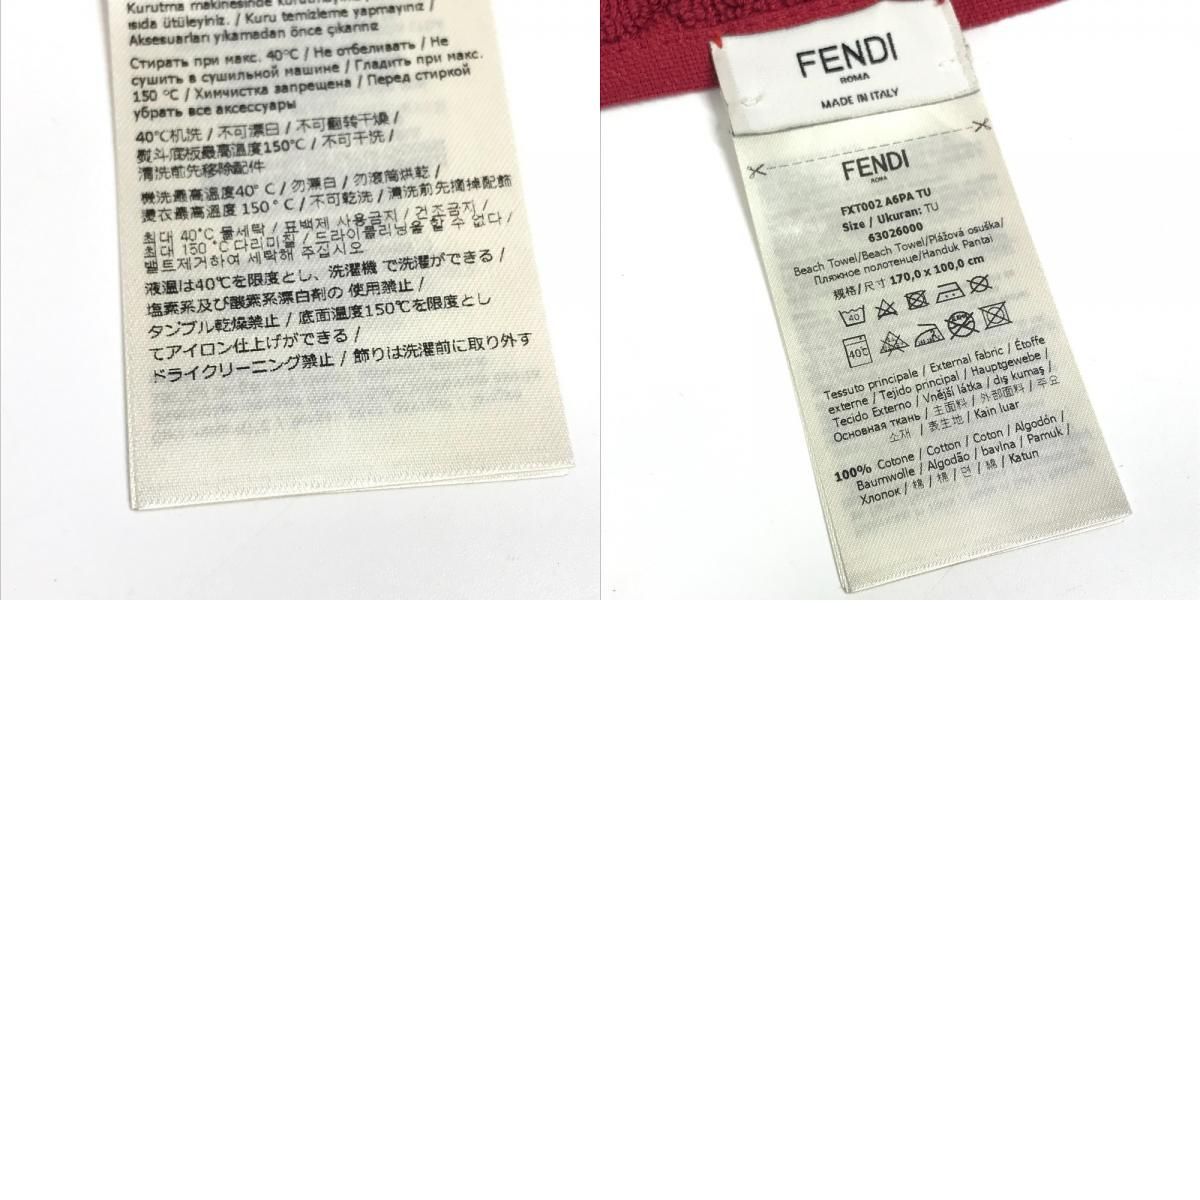 Kurutma makinesinde kurutmayınız
ısıda ütüleyiniz. / Kuru temizleme yapmayınız /
Aksesuarları yıkamadan önce çıkarınız
Стирать при макс. 40°C / Не отбеливать / Не
сушить в сушильной машине / Гладить при макс.
150 °C / Химчистка запрещена / Перед стиркой
убрать все аксессуары
40℃机洗 / 不可漂白 / 不可翻转干燥 /
熨斗底板最高温度150℃ / 不可干洗 /
清洗前先移除配件
機洗最高溫度40° C / 勿漂白 / 勿滾筒烘乾 /
燙衣最高溫度 150 ° C / 不可乾洗 / 清洗前先摘掉配飾
최대 40°C 물세탁 / 표백제 사용금지 / 건조금지 /
최대 150 °C 다리미질 / 드라이클리닝을 할 수 없다 /
벨트제거하여 세탁해 주십시오
液温は40℃を限度とし、洗濯機 で洗濯ができる /
塩素系及び酸素系漂白剤の 使用禁止 /
タンブル乾燥禁止 / 底面温度150℃を限度とし
てアイロン仕上げができる /
ドライクリーニング禁止 / 飾りは洗濯前に取り外す
FENDI
ROMA
MADE IN ITALY
FENDI
ROMA
FXT002 A6PA TU
Size / Ukuran: TU
63026000
Beach Towel/Beach Towel/Plážová osuška/
Пляжное полотенце/Handuk Pantai
规格/尺寸 170,0 x 100,0 cm
40
40℃
Tessuto principale / External fabric / Étoffe
externe / Tejido principal / Hauptgewebe /
Tecido Externo / Vnější látka / dış kumaş /
Основная ткань / 主面料 / 外部面料 / 주요
소재 / 表生地 / Kain luar
100% Cotone / Cotton / Coton / Algodón /
Baumwolle / Algodão / bavlna / Pamuk /
Хлопок / 棉 / 棉 / 면 / 綿 / Katun